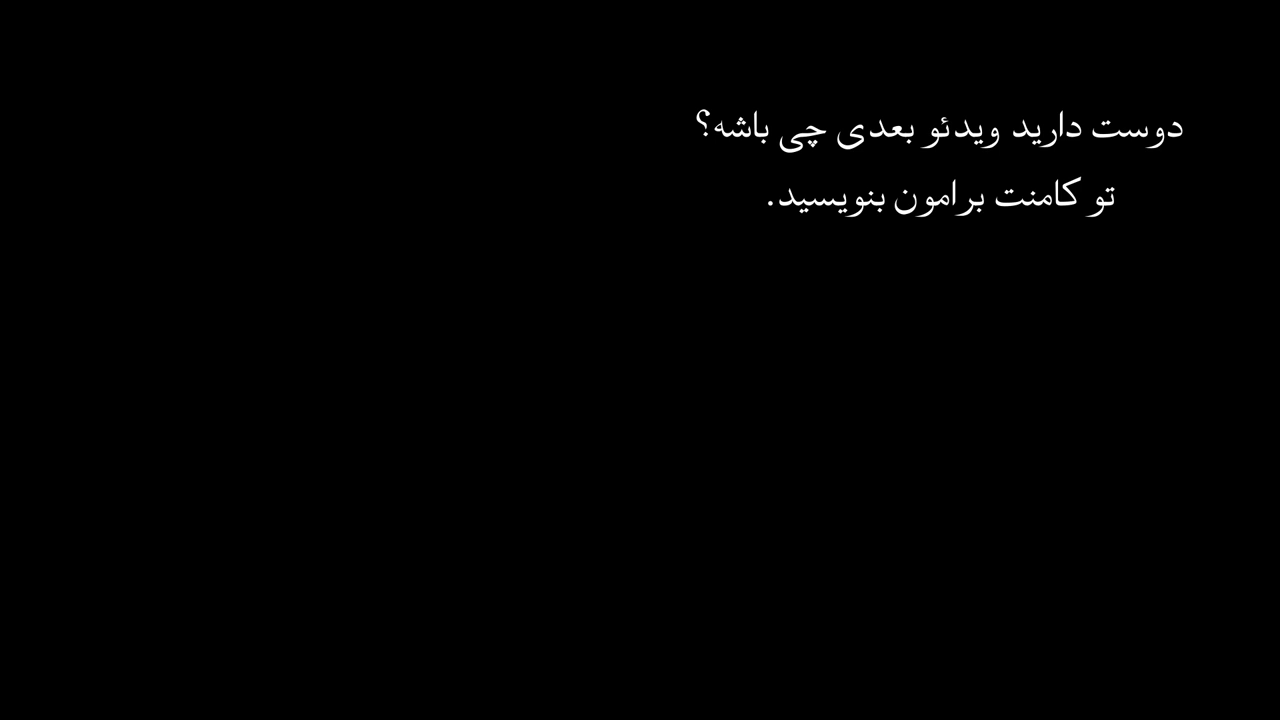 دوست دارید ویدئو بعدی چی باشه؟
تو کامنت برامون بنویسید.